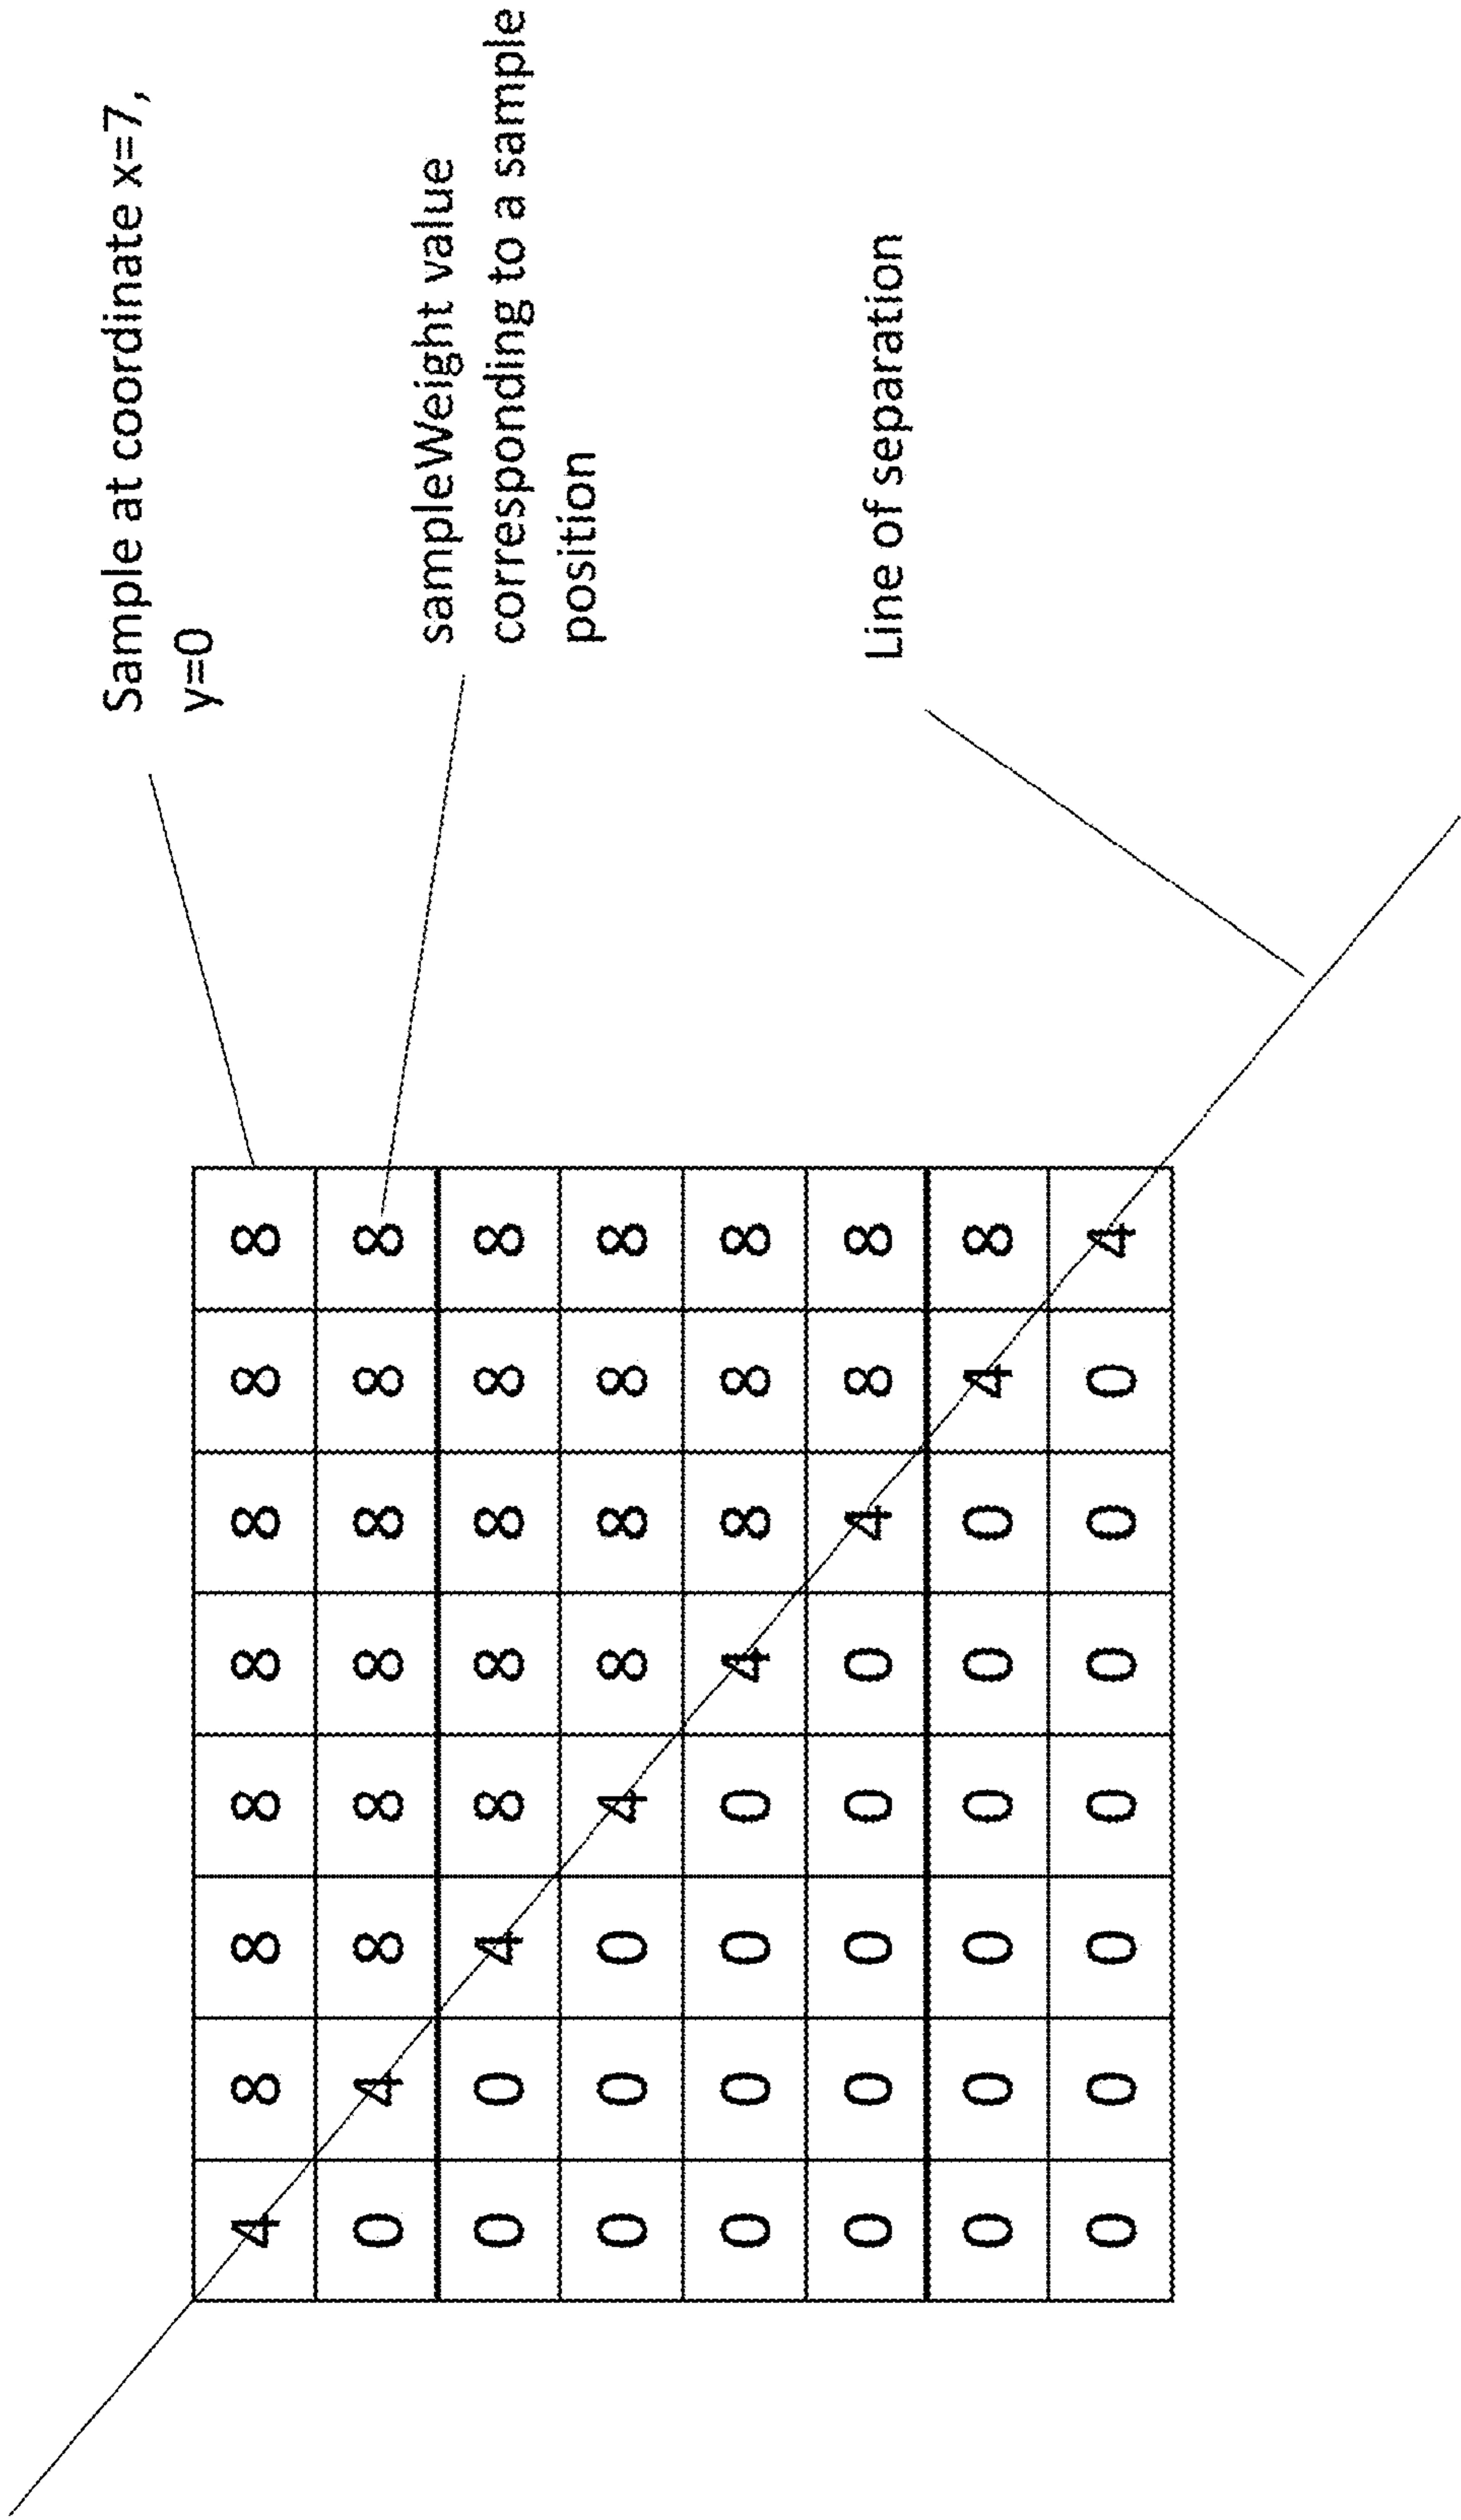 4 8 8 8 8 8 8 8
0 4 8 8 8 8 8 8
0 0 4 8 8 8 8 8
0 0 0 4 8 8 8 8
0 0 0 0 4 8 8 8
0 0 0 0 0 4 8 8
0 0 0 0 0 0 4 8
0 0 0 0 0 0 0 4
Sample at coordinate x=7,
y=0
sampleWeight value
corresponding to a sample
position
Line of separation